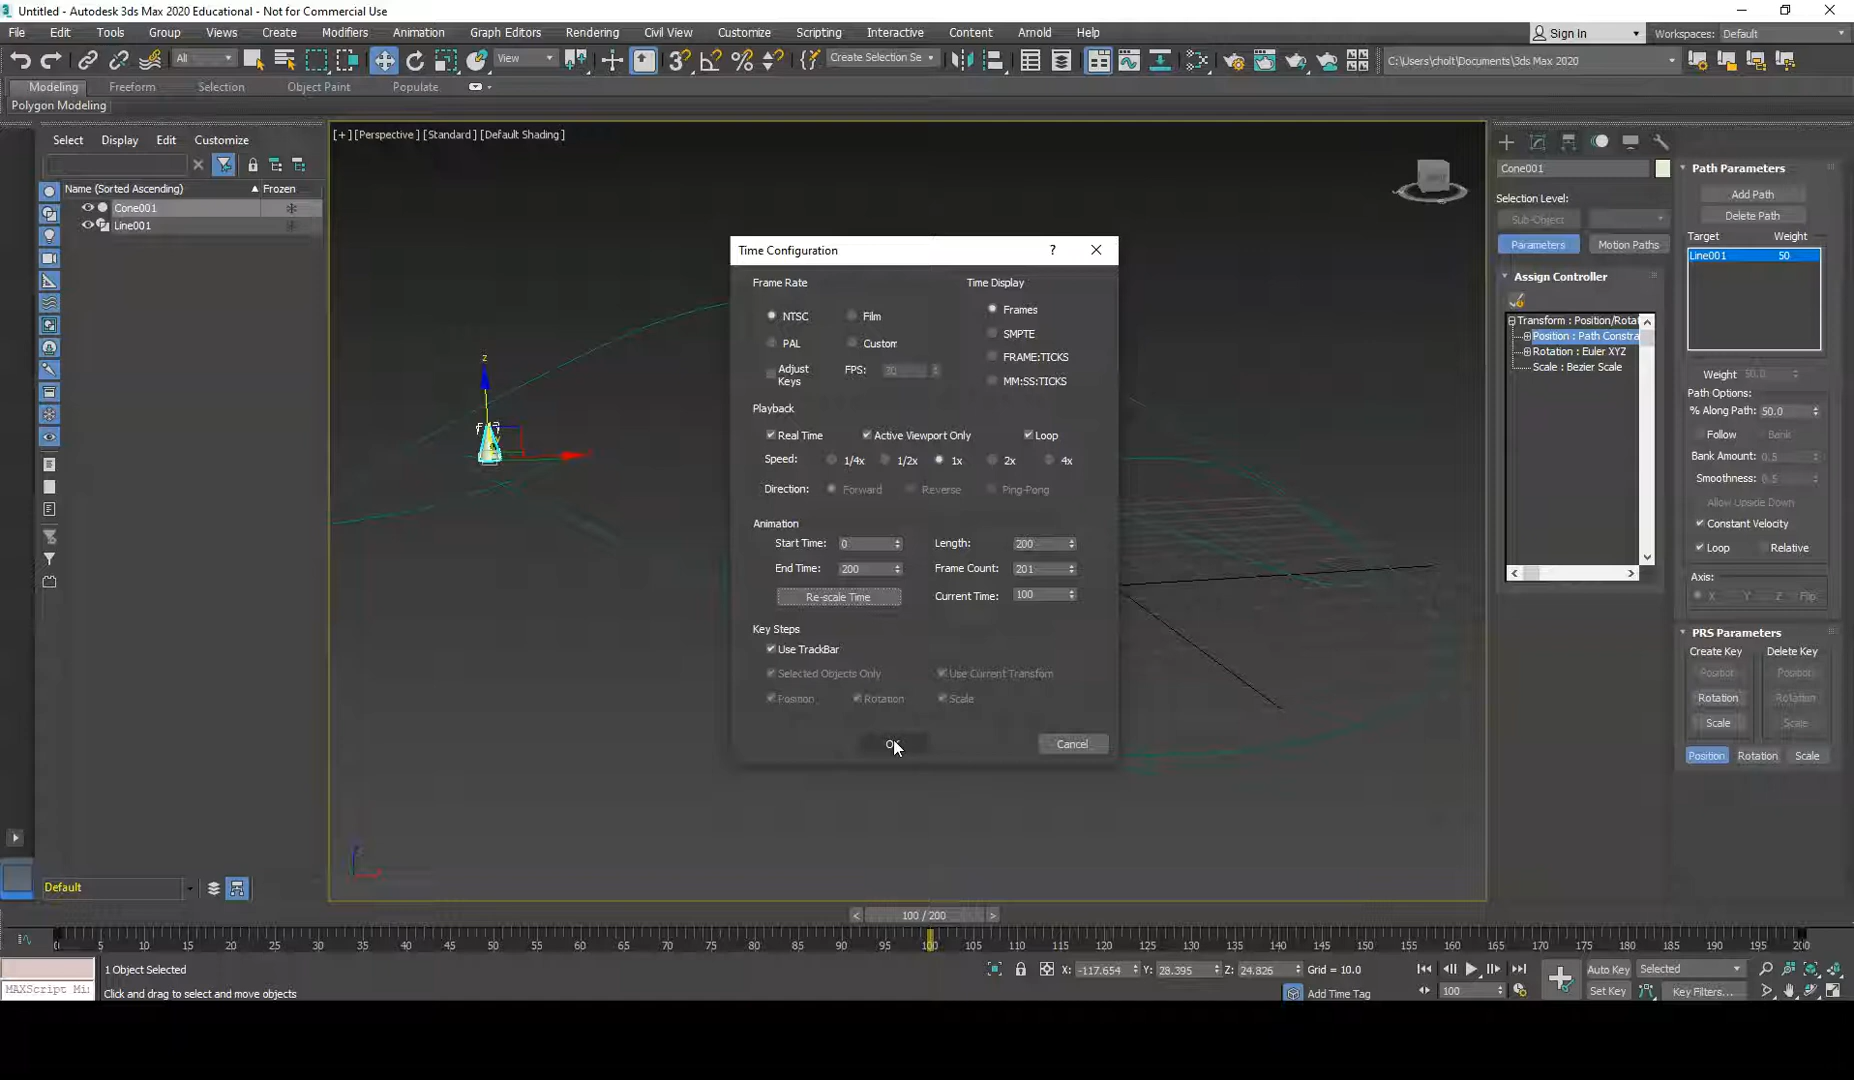 Untitled - Autodesk 3ds Max 2020 Educational - Not for Commercial Use
File Edit Tools Group Views Create Modifiers Animation Graph Editors Rendering Civil View Customize Scripting Interactive Content Arnold Help
Sign In Workspaces: Default
All View Create Selection Se C:\Users\cholt\Documents\3ds Max 2020
Modeling Freeform Selection Object Paint Populate
Polygon Modeling
Select Display Edit Customize
Name (Sorted Ascending) Frozen
Cone001
Line001
[+] [Perspective] [Standard] [Default Shading]
z
Time Configuration ?
Frame Rate Time Display
NTSC Film Frames
SMPTE
PAL Custom
FRAME:TICKS
Adjust Keys FPS: 30 MM:SS:TICKS
Playback
Real Time Active Viewport Only Loop
Speed: 1/4x 1/2x 1x 2x 4x
Direction: Forward Reverse Ping-Pong
Animation
Start Time: 0 Length: 200
End Time: 200 Frame Count: 201
Re-scale Time Current Time: 100
Key Steps
Use TrackBar
Selected Objects Only Use Current Transform
Position Rotation Scale
OK Cancel
Cone001
Selection Level:
Sub-Object
Parameters Motion Paths
Assign Controller
Transform : Position/Rotat
Position : Path Constra
Rotation : Euler XYZ
Scale : Bezier Scale
Path Parameters
Add Path
Delete Path
Target Weight
Line001 50
Weight 50.0
Path Options:
% Along Path: 50.0
Follow Bank
Bank Amount: 0.5
Smoothness: 0.5
Allow Upside Down
Constant Velocity
Loop Relative
Axis:
X Y Z Flip
PRS Parameters
Create Key Delete Key
Position Position
Rotation Rotation
Scale Scale
Position Rotation Scale
Default
< 100 / 200 >
0 5 10 15 20 25 30 35 40 45 50 55 60 65 70 75 80 85 90 95 100 105 110 115 120 125 130 135 140 145 150 155 160 165 170 175 180 185 190 195 200
1 Object Selected X: -117.654 Y: 28.395 Z: 24.826 Grid = 10.0 Auto Key Selected
MAXScript Mi Click and drag to select and move objects Add Time Tag 100 Set Key Key Filters...